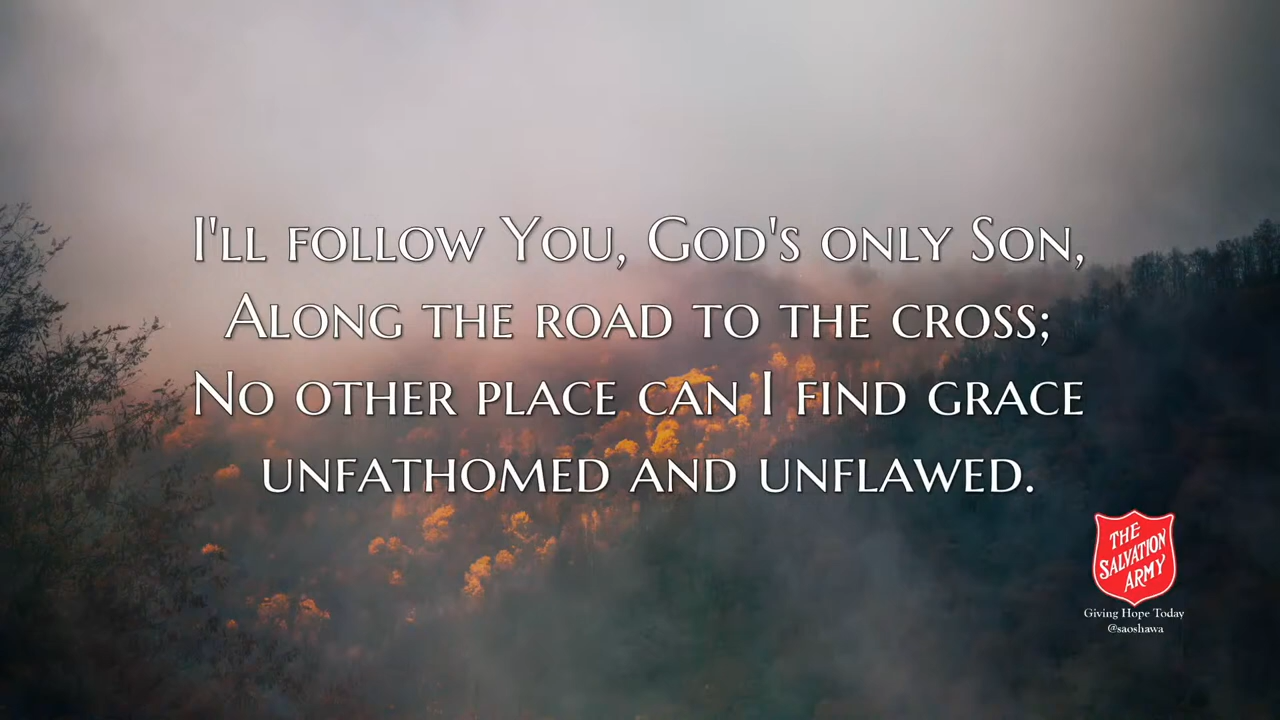 I'll follow You, God's only Son,
Along the road to the cross;
No other place can I find grace
unfathomed and unflawed.
THE
SALVATION
ARMY
Giving Hope Today
@saoshawa